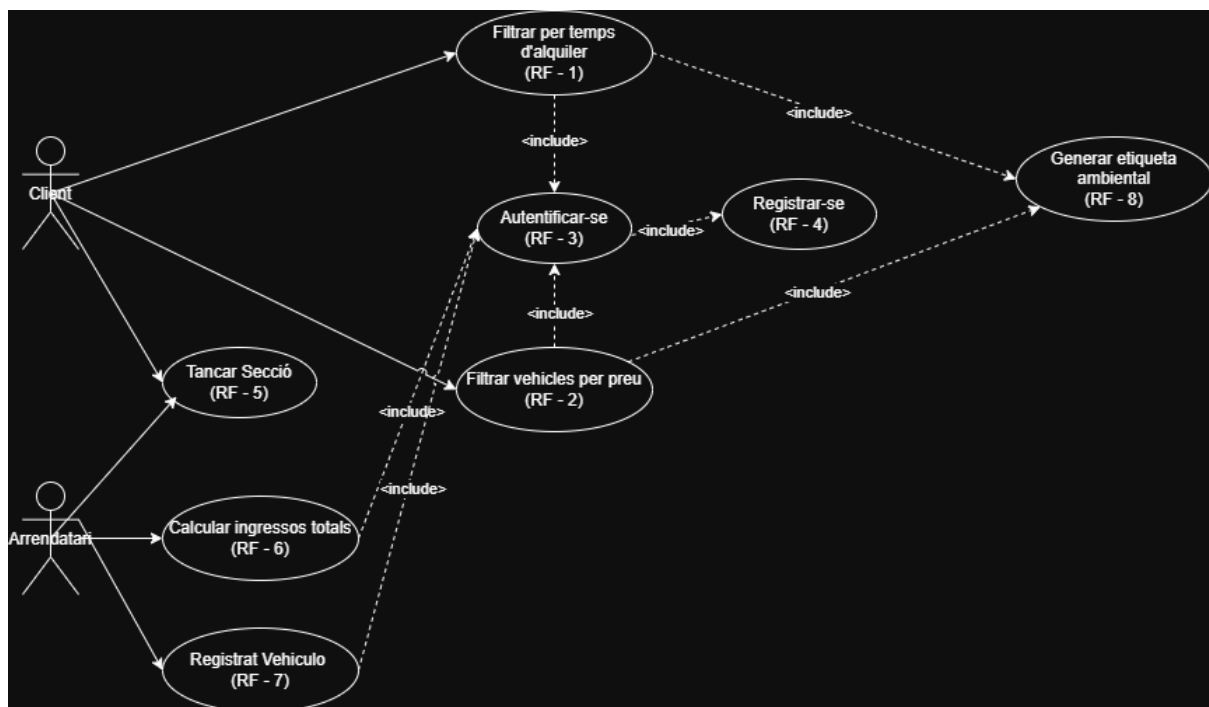 Filtrar per temps
d'alquiler
(RF - 1)
<include>
<include>
Generar etiqueta
ambiental
(RF - 8)
Client
Autentificar-se
(RF - 3)
<include>
Registrar-se
(RF - 4)
<include>
<include>
Tancar Secció
(RF - 5)
Filtrar vehicles per preu
(RF - 2)
<include>
<include>
Arrendatari
Calcular ingressos totals
(RF - 6)
Registrat Vehiculo
(RF - 7)